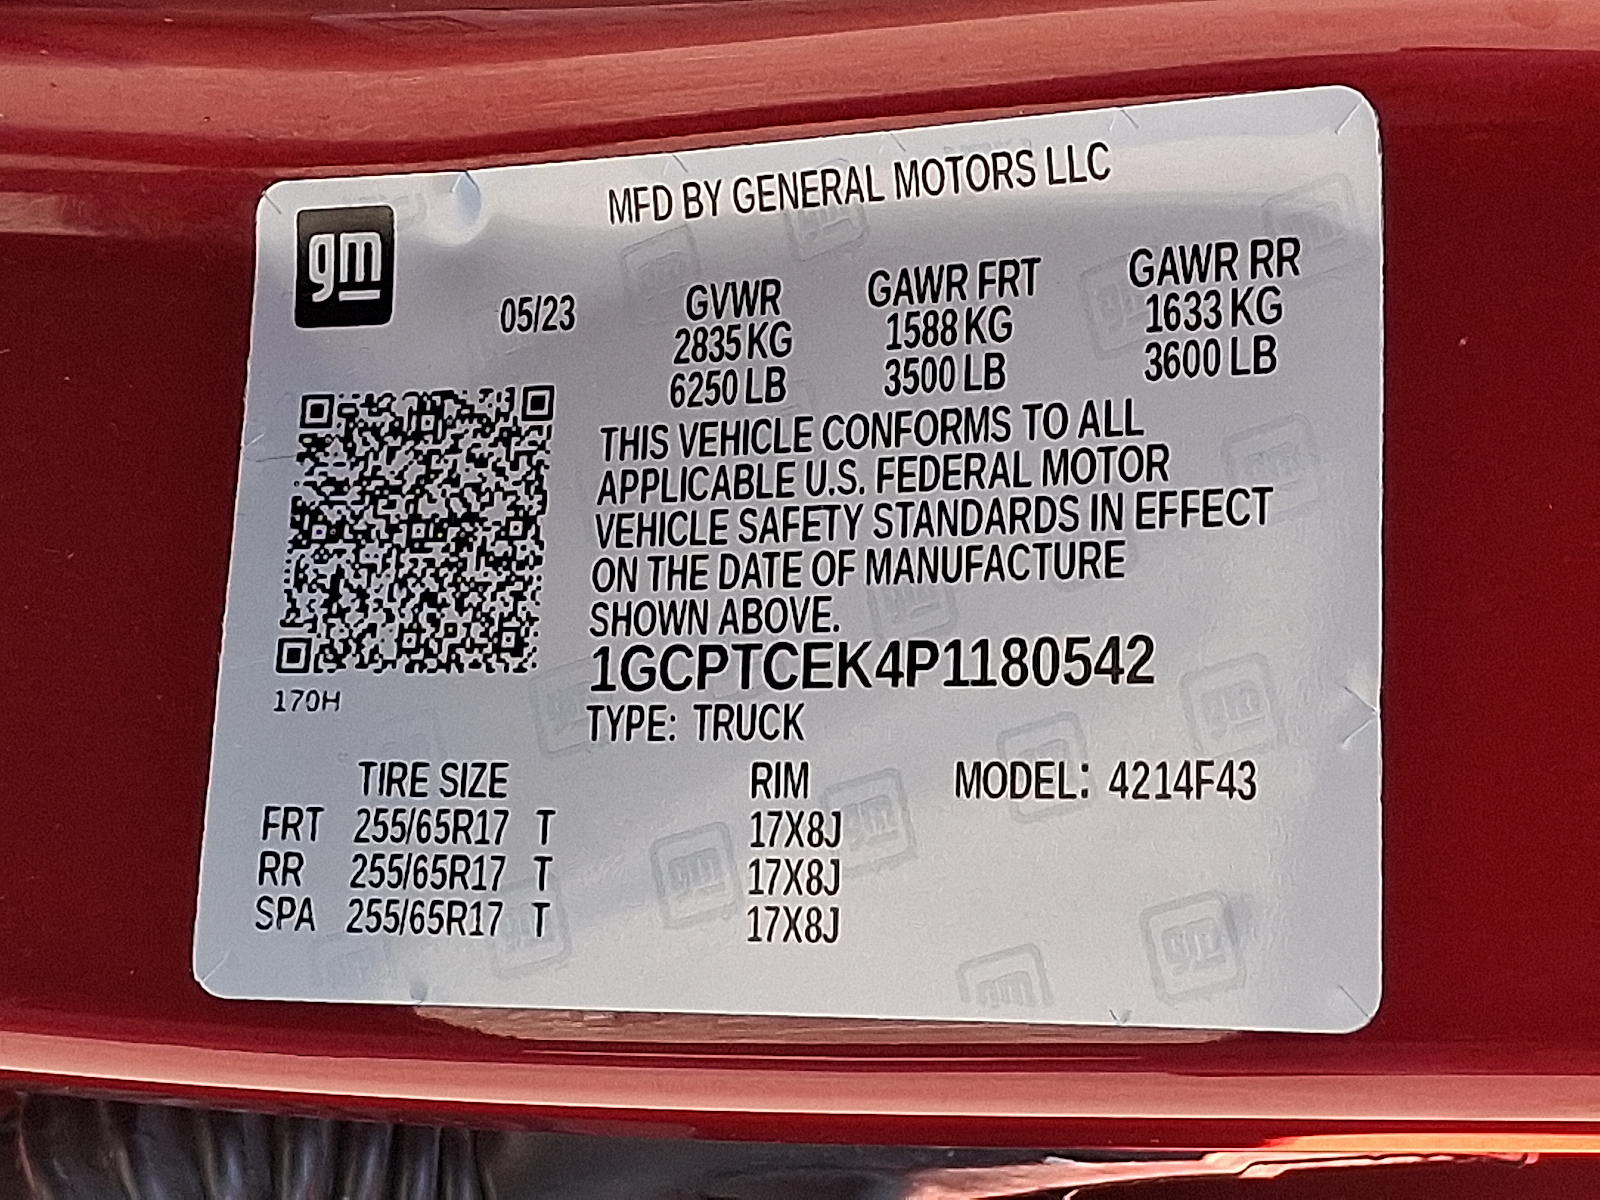 MFD BY GENERAL MOTORS LLC
gm
05/23
GVWR GAWR FRT GAWR RR
2835 KG 1588 KG 1633 KG
6250 LB 3500 LB 3600 LB
THIS VEHICLE CONFORMS TO ALL
APPLICABLE U.S. FEDERAL MOTOR
VEHICLE SAFETY STANDARDS IN EFFECT
ON THE DATE OF MANUFACTURE
SHOWN ABOVE.
1GCPTCEK4P1180542
170H
TYPE: TRUCK
TIRE SIZE RIM MODEL: 4214F43
FRT 255/65R17 T 17X8J
RR 255/65R17 T 17X8J
SPA 255/65R17 T 17X8J